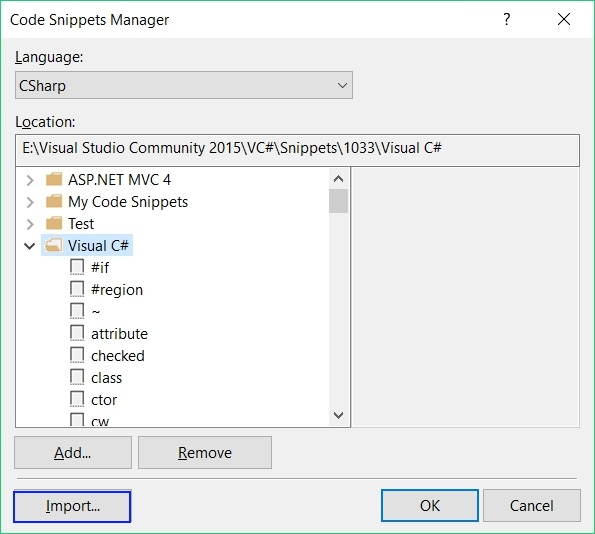 Code Snippets Manager
?
Language:
CSharp
Location:
E:\Visual Studio Community 2015\VC#\Snippets\1033\Visual C#
ASP.NET MVC 4
My Code Snippets
Test
Visual C#
#if
#region
~
attribute
checked
class
ctor
cw
Add... Remove
Import... OK Cancel